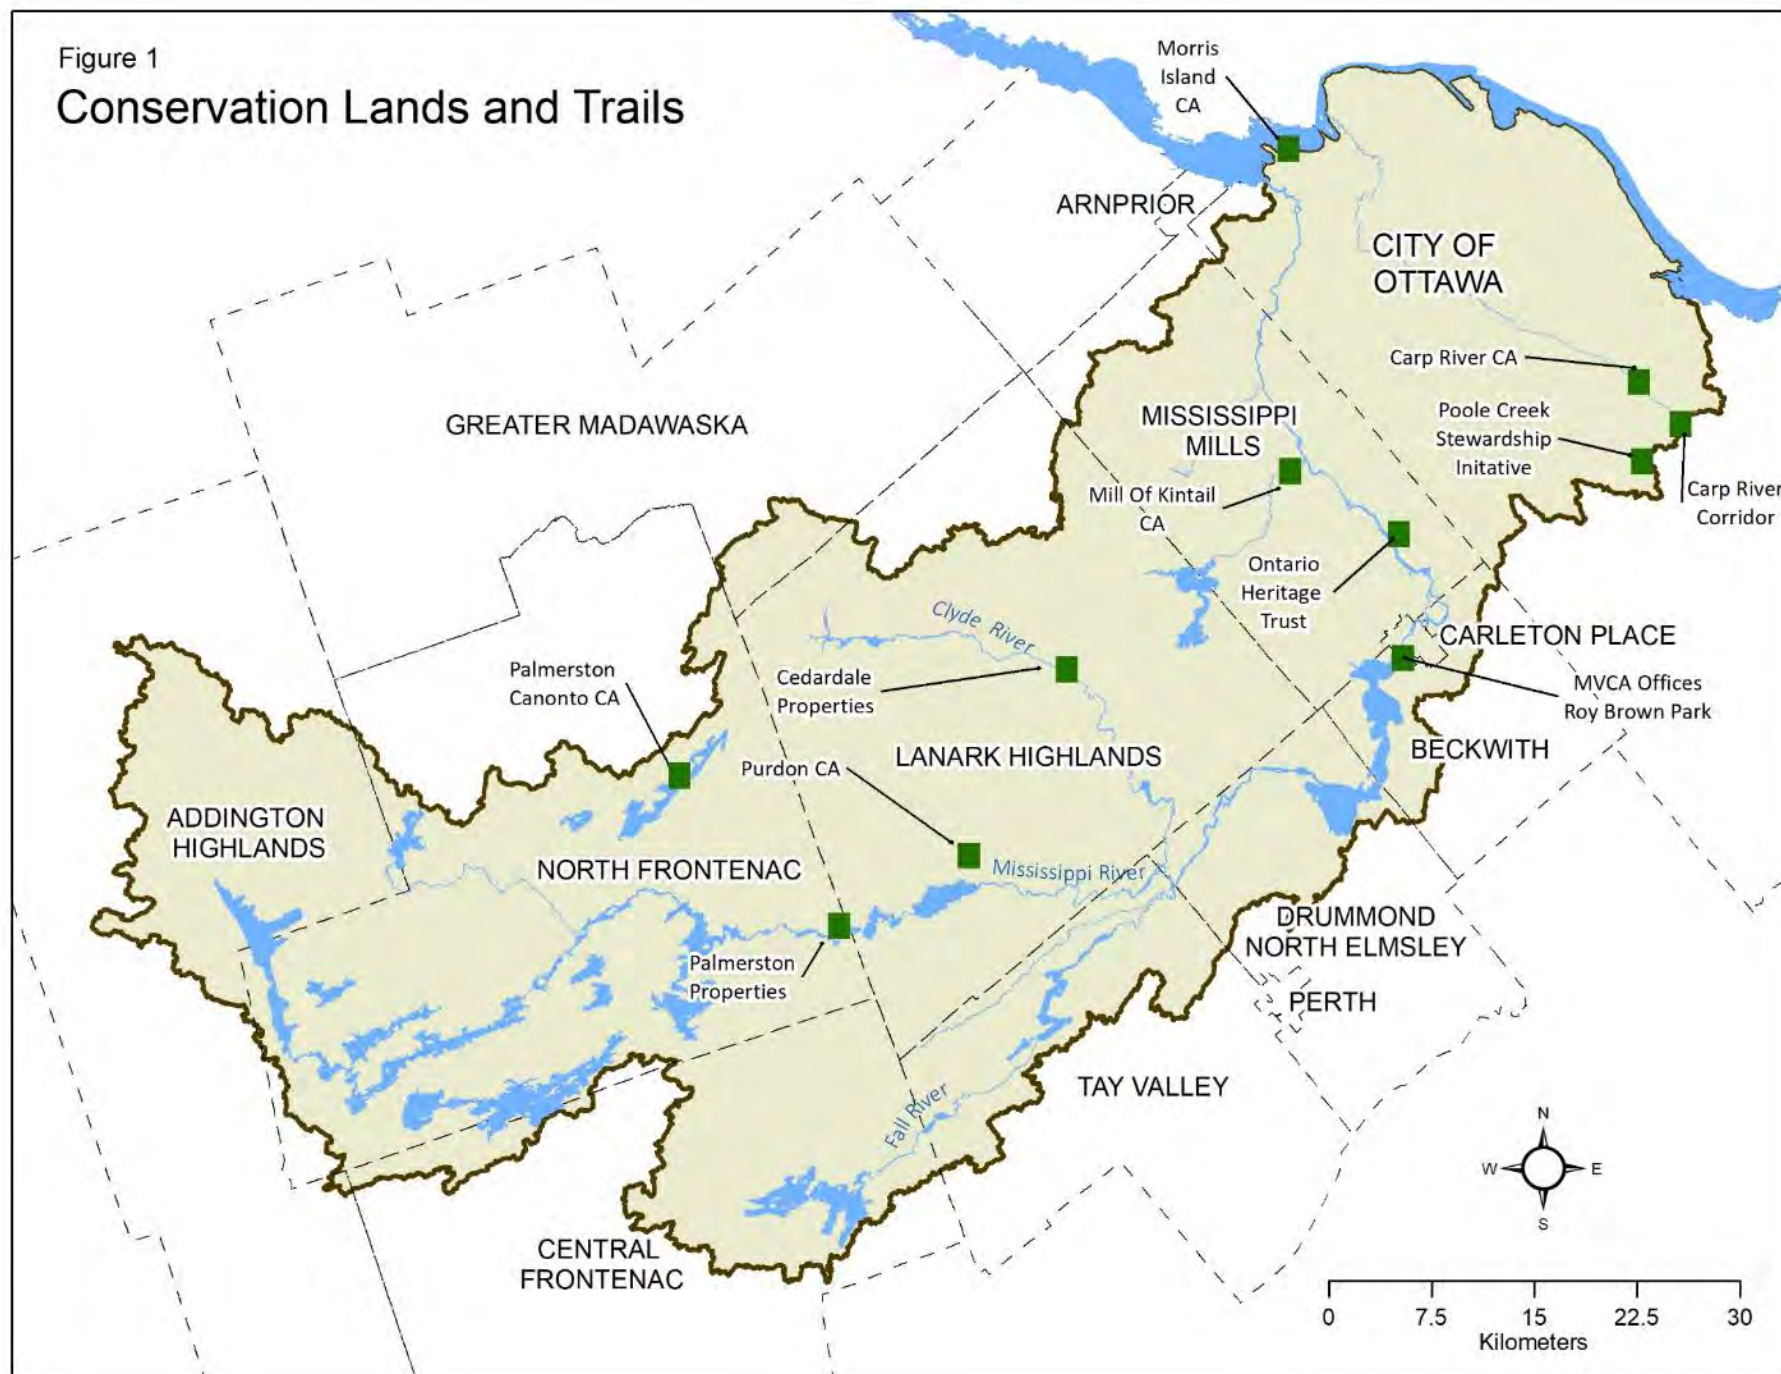 Figure 1
Conservation Lands and Trails
Morris
Island
CA
ARNPRIOR
CITY OF
OTTAWA
Carp River CA
GREATER MADAWASKA
MISSISSIPPI
MILLS
Poole Creek
Stewardship
Initative
Mill Of Kintail
CA
Carp River
Corridor
Ontario
Heritage
Trust
Clyde River
CARLETON PLACE
Palmerston
Canonto CA
Cedardale
Properties
MVCA Offices
Roy Brown Park
LANARK HIGHLANDS
BECKWITH
Purdon CA
ADDINGTON
HIGHLANDS
NORTH FRONTENAC
Mississippi River
DRUMMOND
NORTH ELMSLEY
Palmerston
Properties
PERTH
TAY VALLEY
Fall River
CENTRAL
FRONTENAC
N
W E
S
0 7.5 15 22.5 30
Kilometers